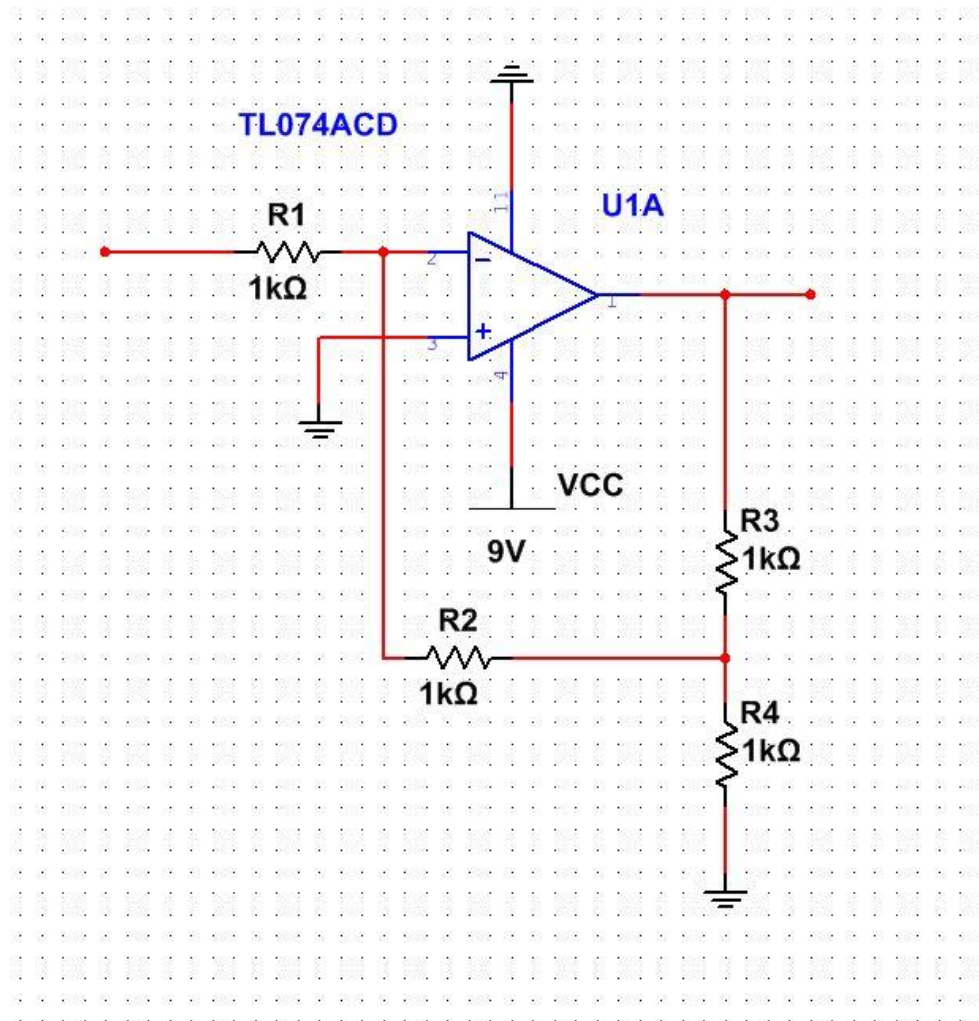 TL074ACD
11
U1A
R1
1kΩ
2
−
1
+
3
4
VCC
9V
R3
1kΩ
R2
1kΩ
R4
1kΩ